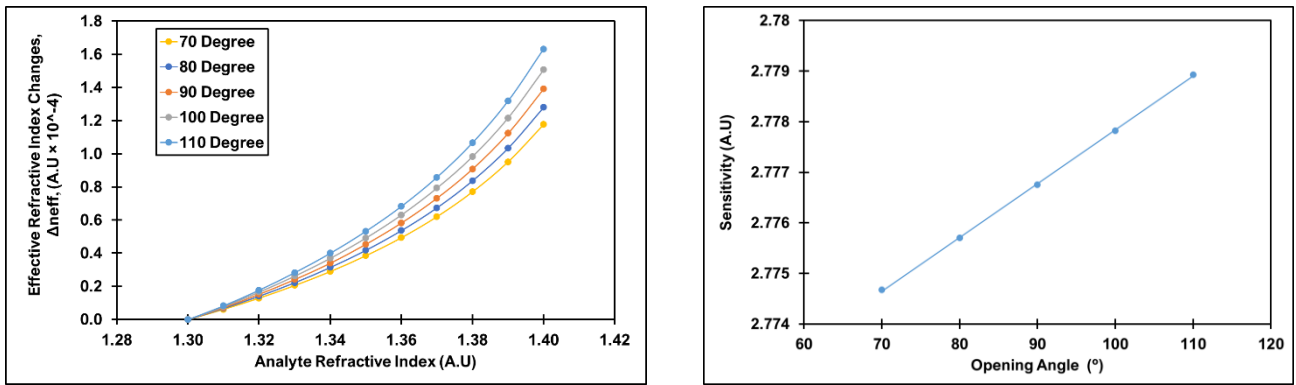 Effective Refractive Index Changes,
Δneff, (A.U × 10^-4)
1.8
1.6
1.4
1.2
1.0
0.8
0.6
0.4
0.2
0.0
70 Degree
80 Degree
90 Degree
100 Degree
110 Degree
1.28 1.30 1.32 1.34 1.36 1.38 1.40 1.42
Analyte Refractive Index (A.U)
Sensitivity (A.U)
2.78
2.779
2.778
2.777
2.776
2.775
2.774
60 70 80 90 100 110 120
Opening Angle (º)